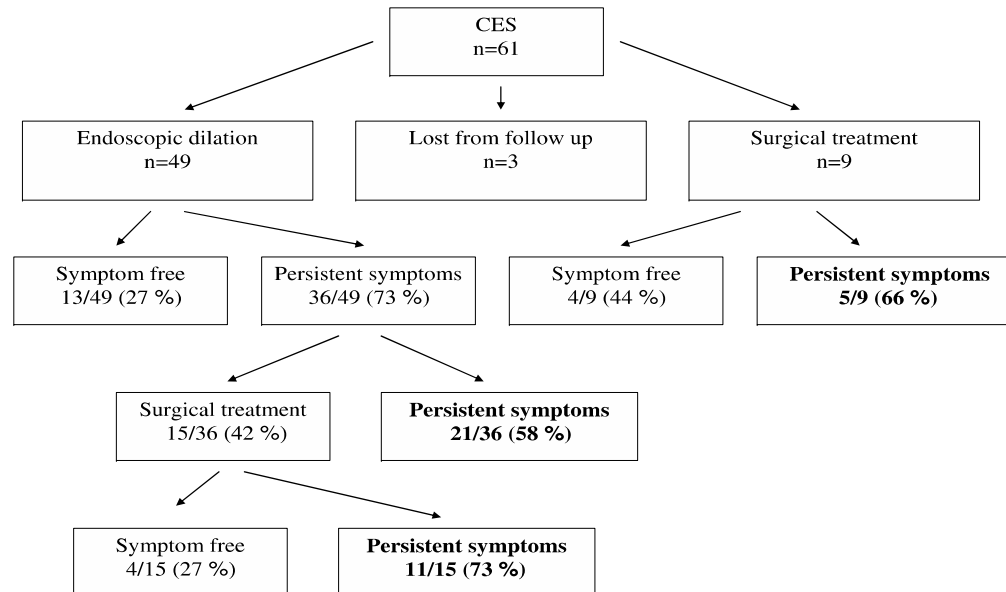 CES
n=61
Endoscopic dilation
n=49
Lost from follow up
n=3
Surgical treatment
n=9
Symptom free
13/49 (27 %)
Persistent symptoms
36/49 (73 %)
Symptom free
4/9 (44 %)
Persistent symptoms
5/9 (66 %)
Surgical treatment
15/36 (42 %)
Persistent symptoms
21/36 (58 %)
Symptom free
4/15 (27 %)
Persistent symptoms
11/15 (73 %)